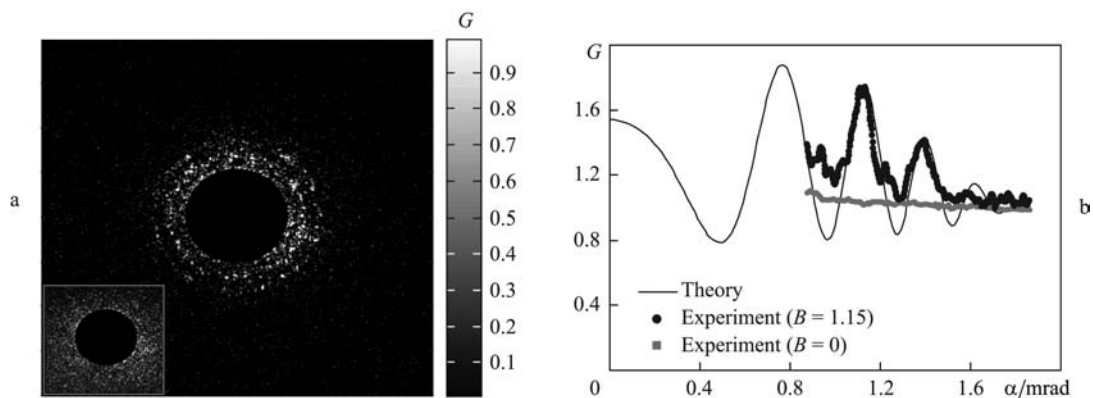 G
0.9
0.8
0.7
0.6
0.5
0.4
0.3
0.2
0.1
a
G
1.6
1.2
0.8
0.4
0
0.4
0.8
1.2
1.6
α/mrad
Theory
Experiment (B = 1.15)
Experiment (B = 0)
b